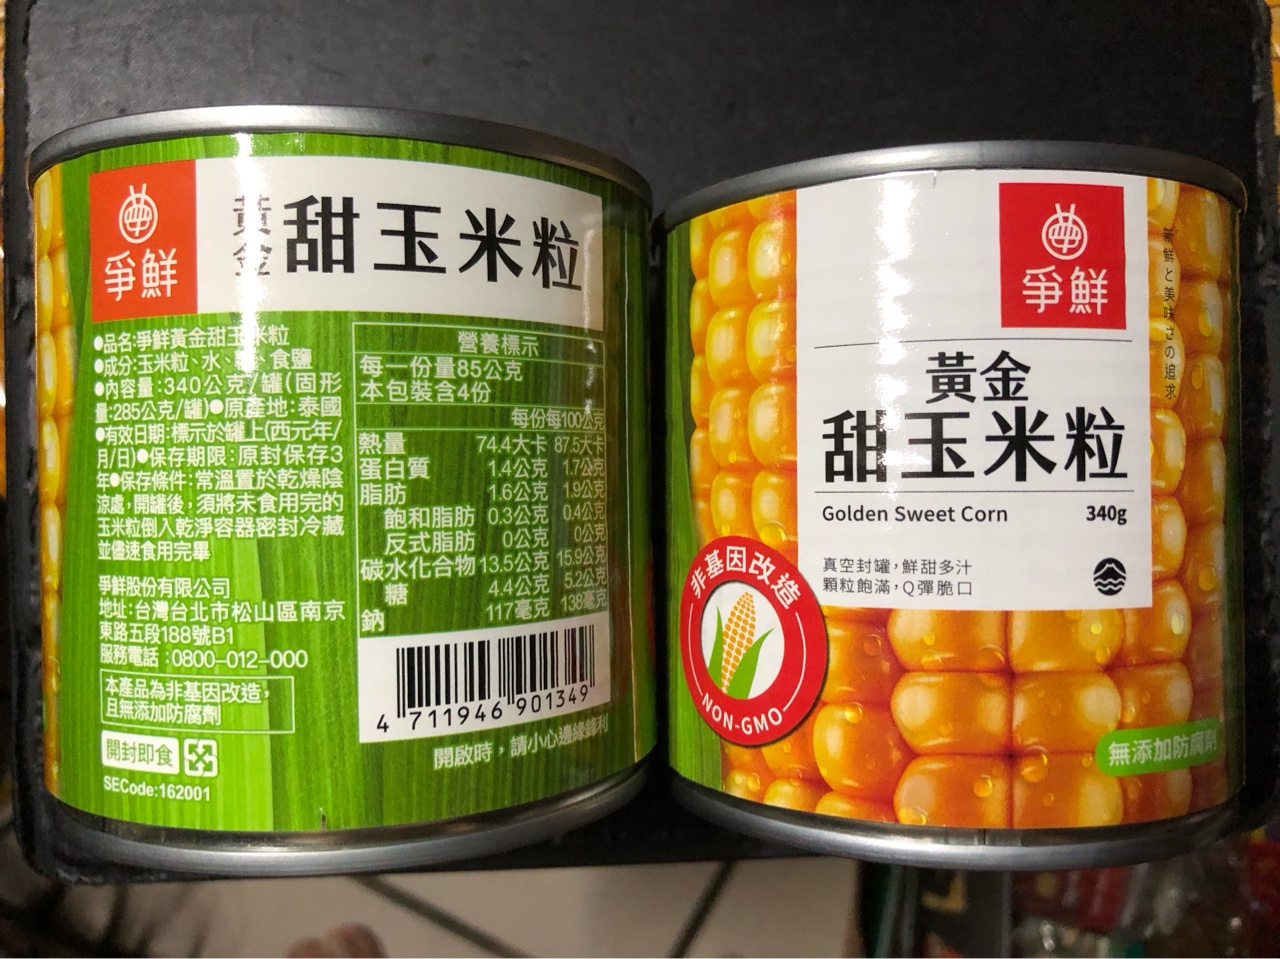 爭鮮
黃金
甜玉米粒
●品名:爭鮮黃金甜玉米粒
●成分:玉米粒、水、糖、食鹽
●內容量:340公克/罐(固形
量:285公克/罐)●原產地:泰國
●有效日期:標示於罐上(西元年/
月/日)●保存期限:原封保存3
年●保存條件:常溫置於乾燥陰
涼處,開罐後,須將未食用完的
玉米粒倒入乾淨容器密封冷藏
並儘速食用完畢
爭鮮股份有限公司
地址:台灣台北市松山區南京
東路五段188號B1
服務電話:0800-012-000
本產品為非基因改造,
且無添加防腐劑
開封即食
SECode:162001
營養標示
每一份量85公克
本包裝含4份
每份 每100公克
熱量 74.4大卡 87.5大卡
蛋白質 1.4公克 1.7公克
脂肪 1.6公克 1.9公克
飽和脂肪 0.3公克 0.4公克
反式脂肪 0公克 0公克
碳水化合物 13.5公克 15.9公克
糖 4.4公克 5.2公克
鈉 117毫克 138毫克
4 711946 901349
開啟時,請小心邊緣鋒利
爭鮮
新鮮と美味さの追求
黃金
甜玉米粒
Golden Sweet Corn 340g
真空封罐,鮮甜多汁
顆粒飽滿,Q彈脆口
非基因改造
NON-GMO
無添加防腐劑